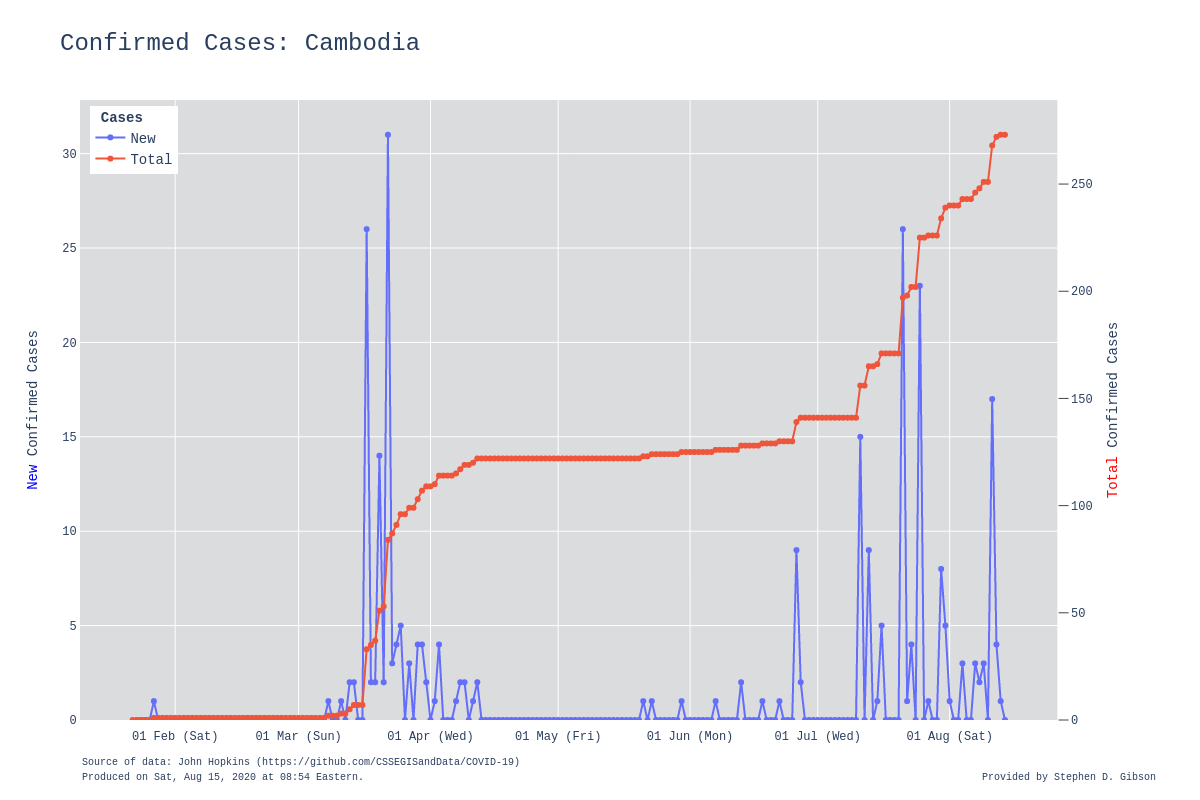 Confirmed Cases: Cambodia
Cases
New
Total
30
25
20
15
10
5
0
250
200
150
100
50
0
New Confirmed Cases
Total Confirmed Cases
01 Feb (Sat)
01 Mar (Sun)
01 Apr (Wed)
01 May (Fri)
01 Jun (Mon)
01 Jul (Wed)
01 Aug (Sat)
Source of data: John Hopkins (https://github.com/CSSEGISandData/COVID-19)
Produced on Sat, Aug 15, 2020 at 08:54 Eastern.
Provided by Stephen D. Gibson